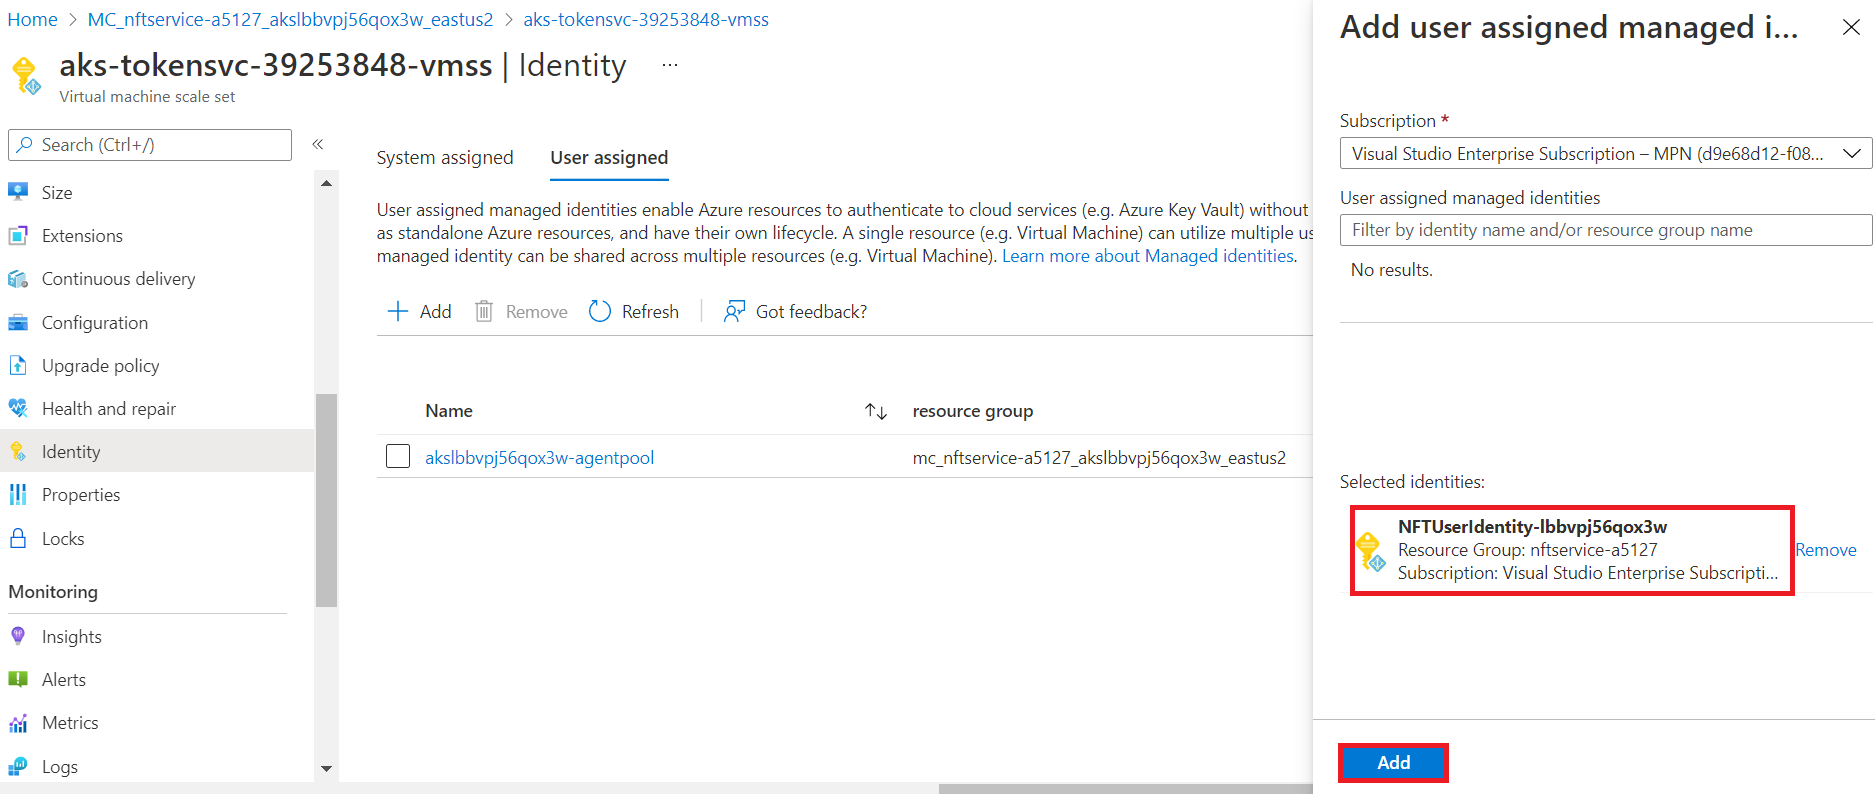 Home > MC_nftservice-a5127_akslbbvpj56qox3w_eastus2 > aks-tokensvc-39253848-vmss
aks-tokensvc-39253848-vmss | Identity ...
Virtual machine scale set
Search (Ctrl+/)
«
Size
Extensions
Continuous delivery
Configuration
Upgrade policy
Health and repair
Identity
Properties
Locks
Monitoring
Insights
Alerts
Metrics
Logs
System assigned
User assigned
User assigned managed identities enable Azure resources to authenticate to cloud services (e.g. Azure Key Vault) without
as standalone Azure resources, and have their own lifecycle. A single resource (e.g. Virtual Machine) can utilize multiple us
managed identity can be shared across multiple resources (e.g. Virtual Machine). Learn more about Managed identities.
Add
Remove
Refresh
Got feedback?
Name
resource group
akslbbvpj56qox3w-agentpool
mc_nftservice-a5127_akslbbvpj56qox3w_eastus2
Add user assigned managed i...
Subscription *
Visual Studio Enterprise Subscription – MPN (d9e68d12-f08...
User assigned managed identities
Filter by identity name and/or resource group name
No results.
Selected identities:
NFTUserIdentity-lbbvpj56qox3w
Resource Group: nftservice-a5127
Subscription: Visual Studio Enterprise Subscripti...
Remove
Add